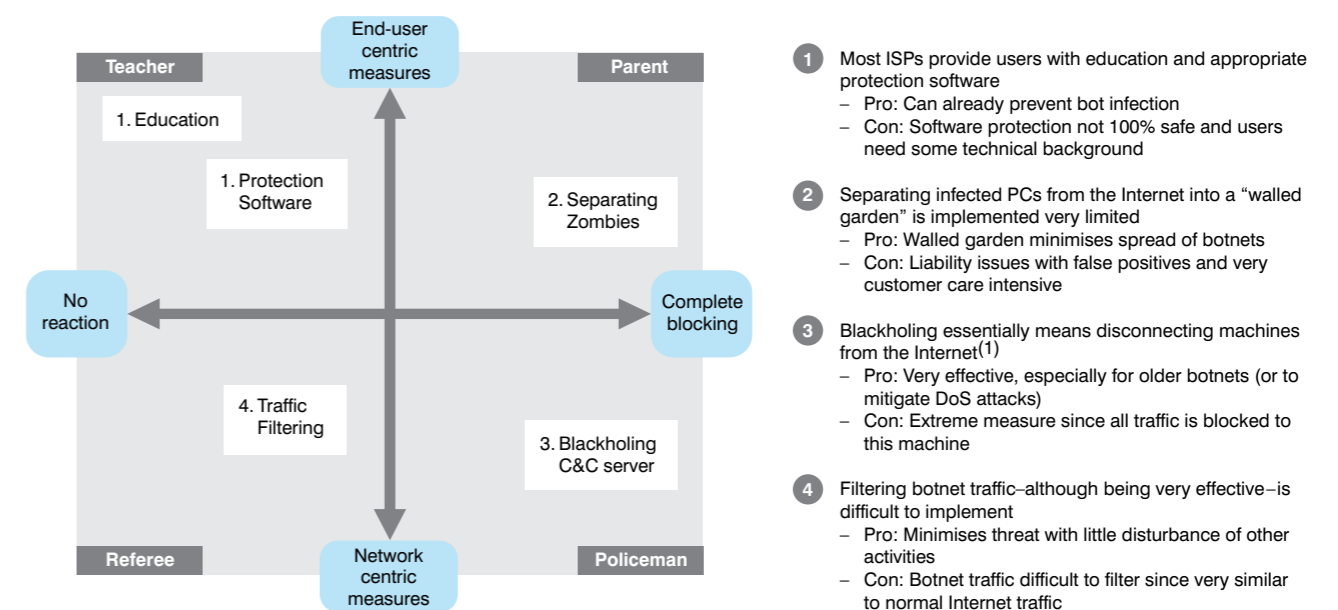 End-user
centric
measures
Teacher
Parent
1. Education
1. Protection
Software
2. Separating
Zombies
No
reaction
Complete
blocking
4. Traffic
Filtering
3. Blackholing
C&C server
Referee
Network
centric
measures
Policeman
1 Most ISPs provide users with education and appropriate
protection software
– Pro: Can already prevent bot infection
– Con: Software protection not 100% safe and users
need some technical background
2 Separating infected PCs from the Internet into a “walled
garden” is implemented very limited
– Pro: Walled garden minimises spread of botnets
– Con: Liability issues with false positives and very
customer care intensive
3 Blackholing essentially means disconnecting machines
from the Internet(1)
– Pro: Very effective, especially for older botnets (or to
mitigate DoS attacks)
– Con: Extreme measure since all traffic is blocked to
this machine
4 Filtering botnet traffic–although being very effective–is
difficult to implement
– Pro: Minimises threat with little disturbance of other
activities
– Con: Botnet traffic difficult to filter since very similar
to normal Internet traffic